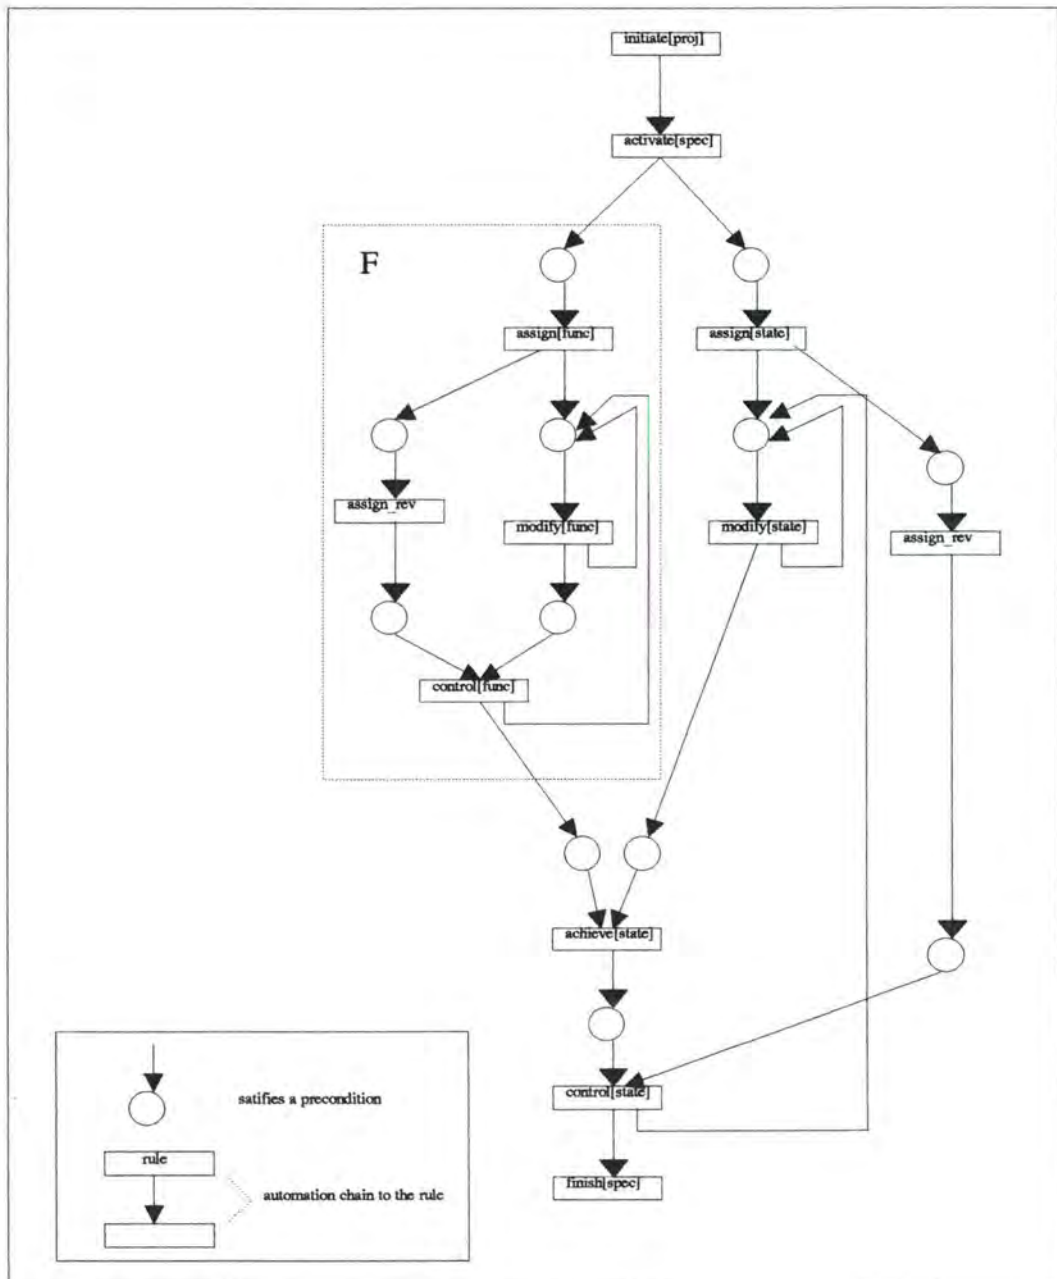 initiate[proj]
activate[spec]
F
assign[func]
assign[state]
assign_rev
modify[func]
modify[state]
assign_rev
control[func]
achieve[state]
control[state]
finish[spec]
satifies a precondition
rule
automation chain to the rule